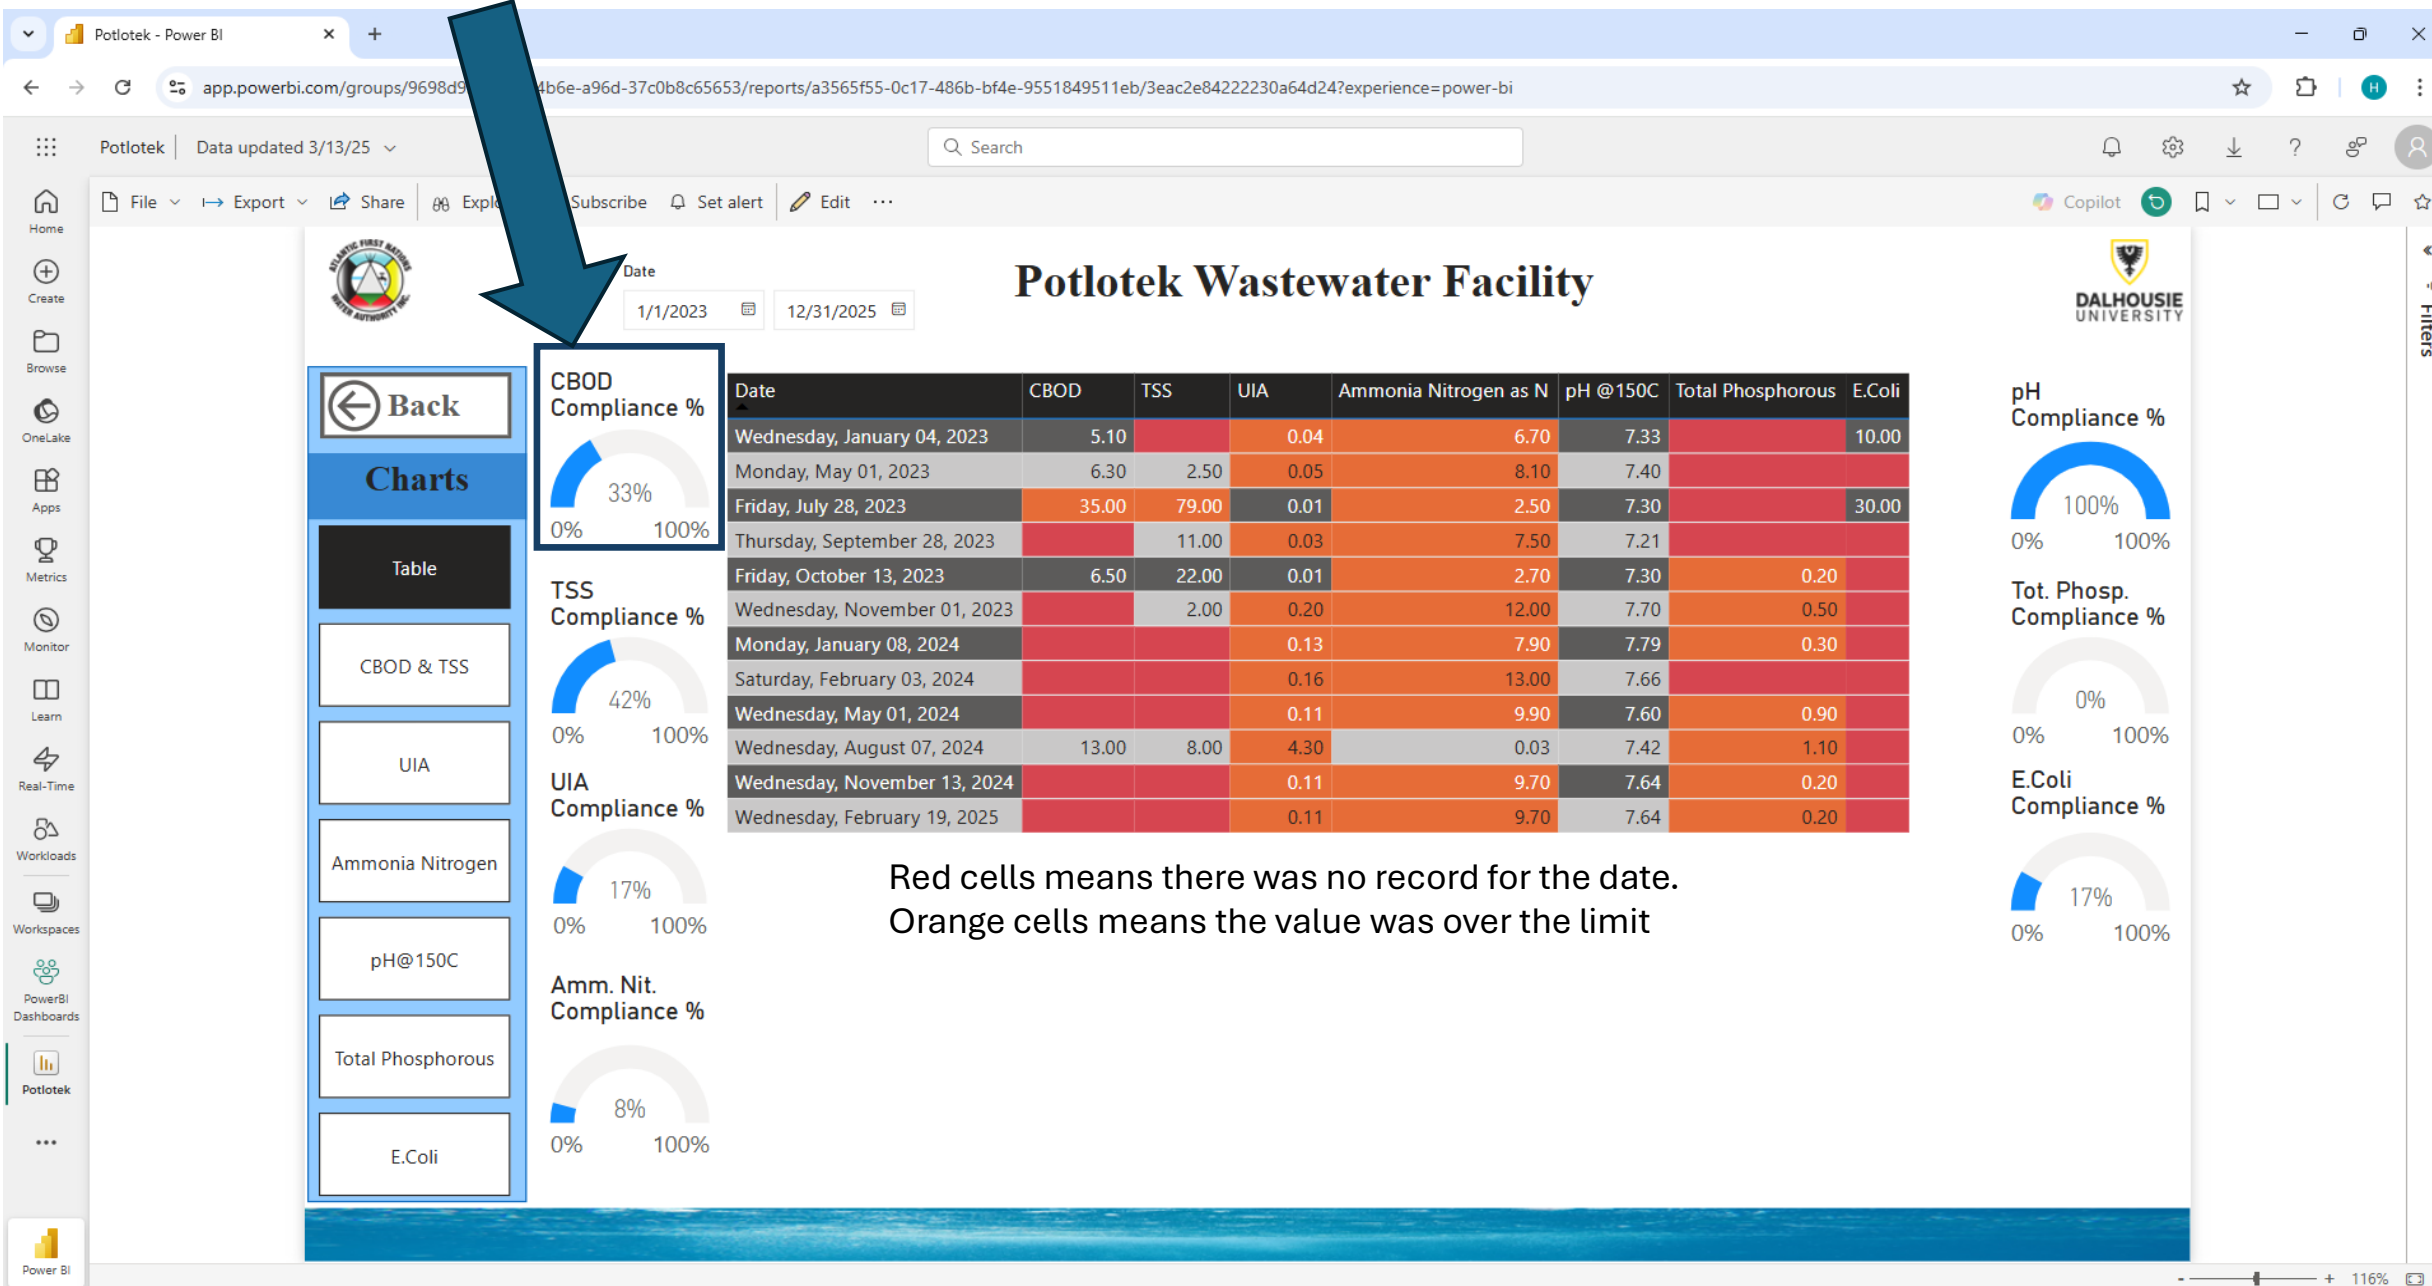 Potlotek - Power BI
app.powerbi.com/groups/9698d9 4b6e-a96d-37c0b8c65653/reports/a3565f55-0c17-486b-bf4e-9551849511eb/3eac2e84222230a64d24?experience=power-bi
H
Potlotek
Data updated 3/13/25
Search
File
Export
Share
Subscribe
Set alert
Edit
Copilot
Home
Create
Browse
OneLake
Apps
Metrics
Monitor
Learn
Real-Time
Workloads
Workspaces
PowerBI
Dashboards
Potlotek
Power BI
Filters
ATLANTIC FIRST NATIONS
WATER AUTHORITY INC.
Date
1/1/2023
12/31/2025
Potlotek Wastewater Facility
DALHOUSIE
UNIVERSITY
Back
Charts
Table
CBOD & TSS
UIA
Ammonia Nitrogen
pH@150C
Total Phosphorous
E.Coli
CBOD
Compliance %
33%
0% 100%
TSS
Compliance %
42%
0% 100%
UIA
Compliance %
17%
0% 100%
Amm. Nit.
Compliance %
8%
0% 100%
Date CBOD TSS UIA Ammonia Nitrogen as N pH @150C Total Phosphorous E.Coli
Wednesday, January 04, 2023 5.10 0.04 6.70 7.33 10.00
Monday, May 01, 2023 6.30 2.50 0.05 8.10 7.40
Friday, July 28, 2023 35.00 79.00 0.01 2.50 7.30 30.00
Thursday, September 28, 2023 11.00 0.03 7.50 7.21
Friday, October 13, 2023 6.50 22.00 0.01 2.70 7.30 0.20
Wednesday, November 01, 2023 2.00 0.20 12.00 7.70 0.50
Monday, January 08, 2024 0.13 7.90 7.79 0.30
Saturday, February 03, 2024 0.16 13.00 7.66
Wednesday, May 01, 2024 0.11 9.90 7.60 0.90
Wednesday, August 07, 2024 13.00 8.00 4.30 0.03 7.42 1.10
Wednesday, November 13, 2024 0.11 9.70 7.64 0.20
Wednesday, February 19, 2025 0.11 9.70 7.64 0.20
Red cells means there was no record for the date.
Orange cells means the value was over the limit
pH
Compliance %
100%
0% 100%
Tot. Phosp.
Compliance %
0%
0% 100%
E.Coli
Compliance %
17%
0% 100%
116%